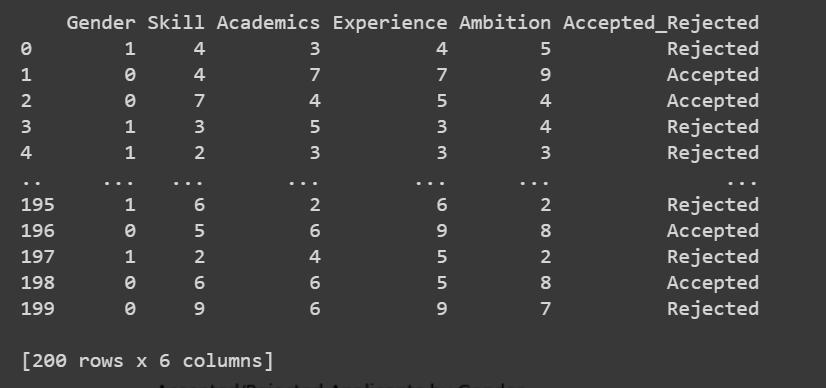 Gender Skill Academics Experience Ambition Accepted_Rejected
0 1 4 3 4 5 Rejected
1 0 4 7 7 9 Accepted
2 0 7 4 5 4 Accepted
3 1 3 5 3 4 Rejected
4 1 2 3 3 3 Rejected
.. ... ... ... ... ... ...
195 1 6 2 6 2 Rejected
196 0 5 6 9 8 Accepted
197 1 2 4 5 2 Rejected
198 0 6 6 5 8 Accepted
199 0 9 6 9 7 Rejected
[200 rows x 6 columns]